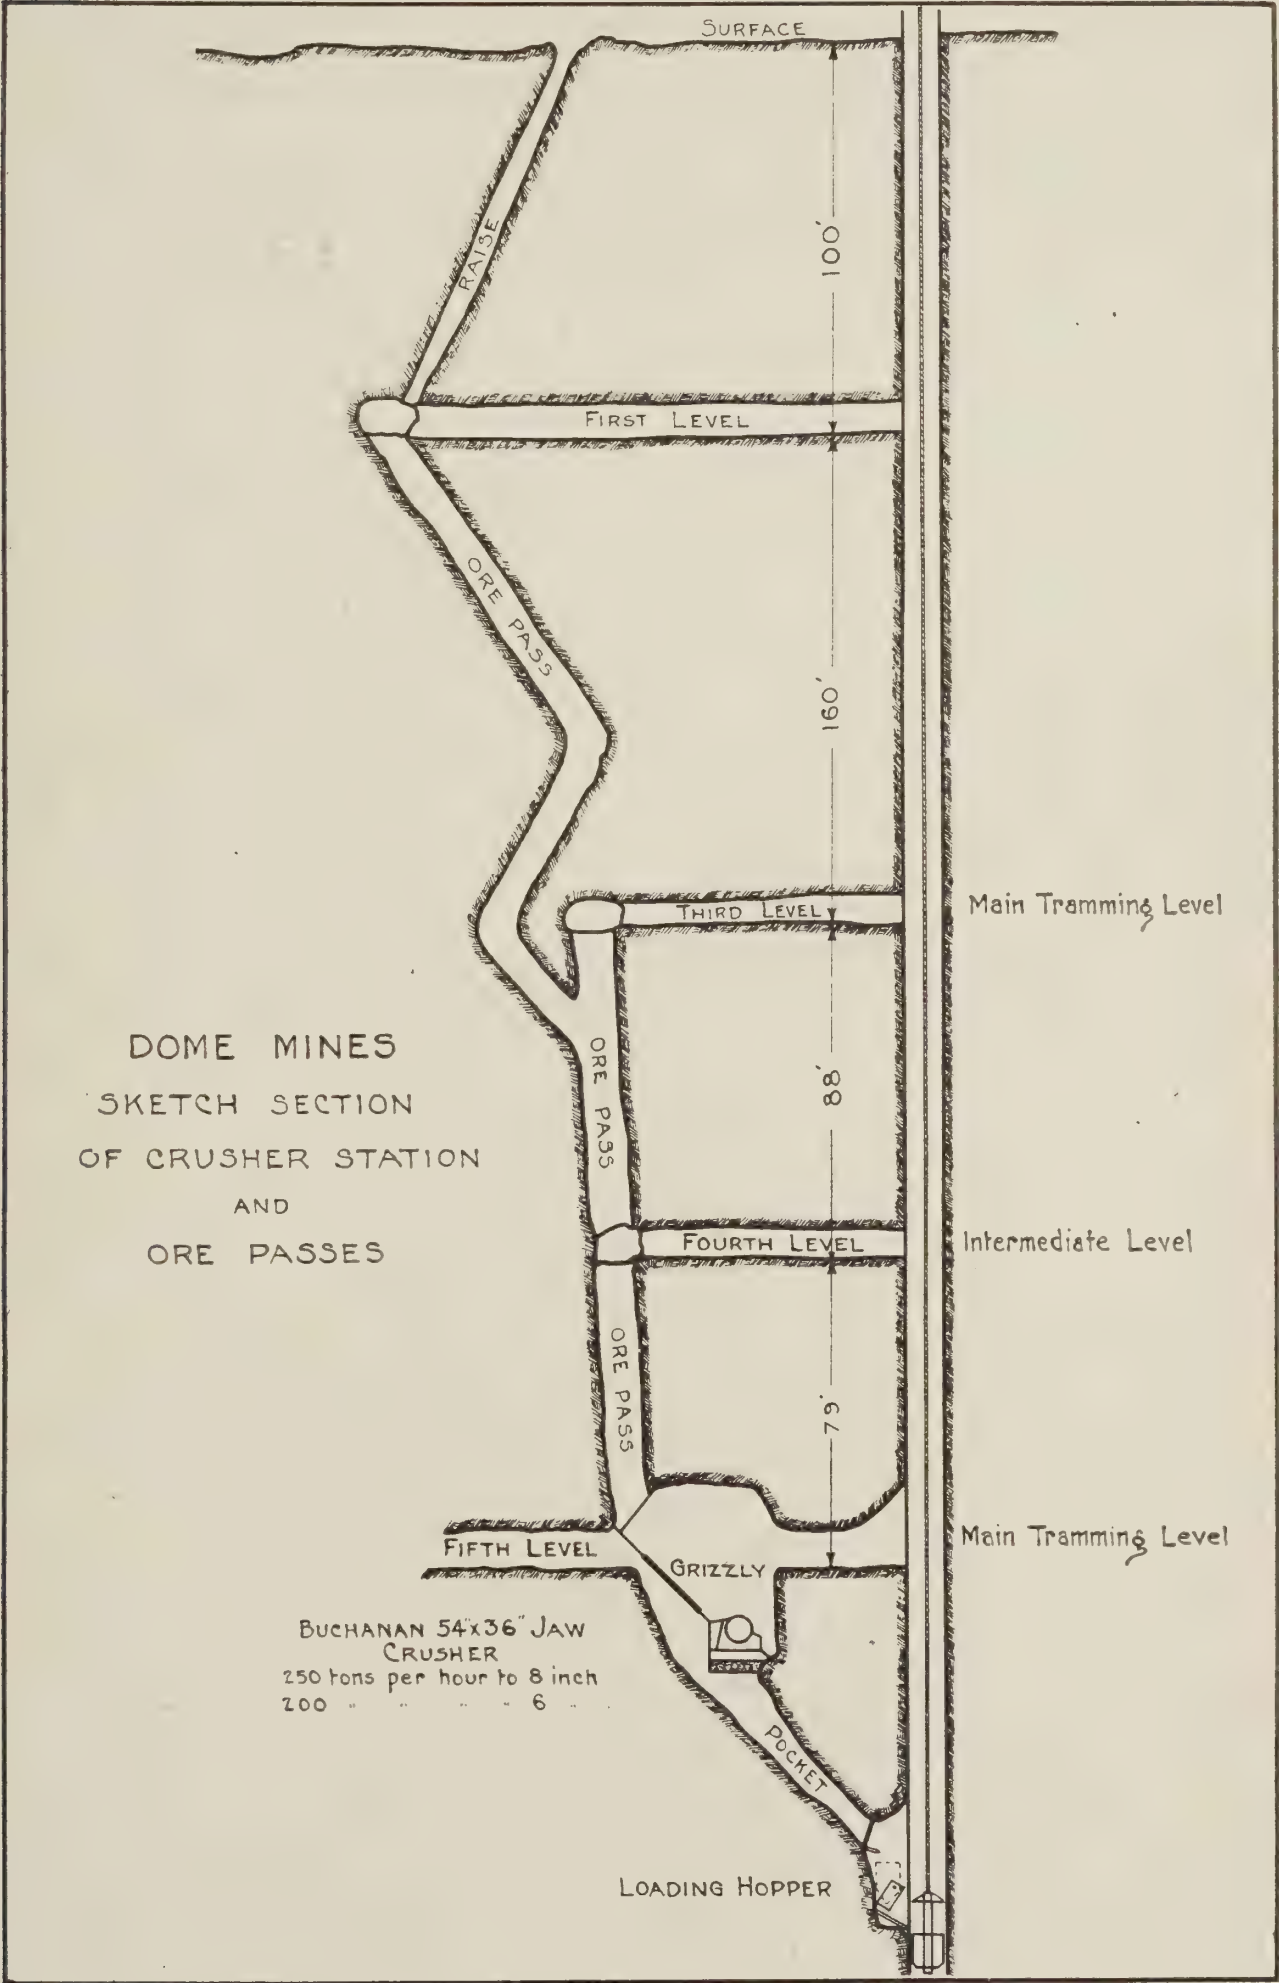 SURFACE
RAISE
100'
FIRST LEVEL
ORE PASS
160'
THIRD LEVEL
Main Tramming Level
DOME MINES
SKETCH SECTION
OF CRUSHER STATION
AND
ORE PASSES
ORE PASS
88'
FOURTH LEVEL
Intermediate Level
ORE PASS
79'
FIFTH LEVEL
Main Tramming Level
GRIZZLY
BUCHANAN 54"x36" JAW
CRUSHER
250 tons per hour to 8 inch
200 " " " " 6 "
POCKET
LOADING HOPPER